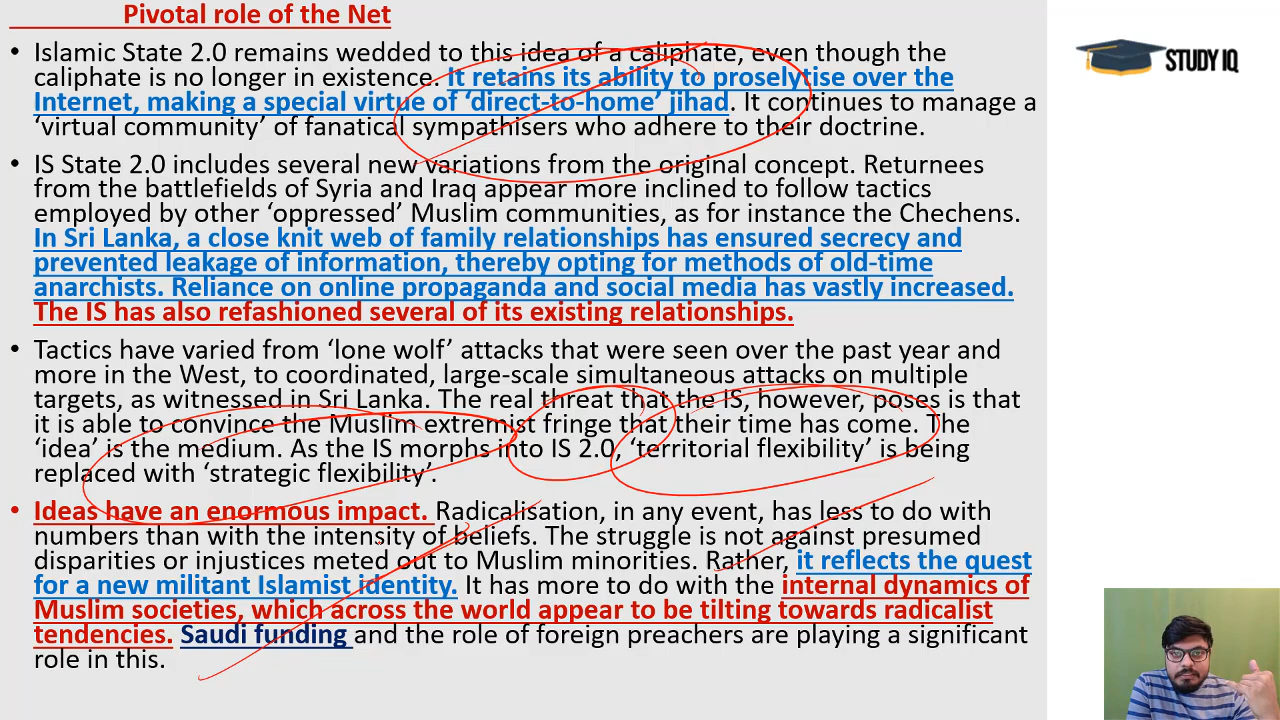 Pivotal role of the Net
• Islamic State 2.0 remains wedded to this idea of a caliphate, even though the
caliphate is no longer in existence. It retains its ability to proselytise over the
Internet, making a special virtue of ‘direct-to-home’ jihad. It continues to manage a
‘virtual community’ of fanatical sympathisers who adhere to their doctrine.
• IS State 2.0 includes several new variations from the original concept. Returnees
from the battlefields of Syria and Iraq appear more inclined to follow tactics
employed by other ‘oppressed’ Muslim communities, as for instance the Chechens.
In Sri Lanka, a close knit web of family relationships has ensured secrecy and
prevented leakage of information, thereby opting for methods of old-time
anarchists. Reliance on online propaganda and social media has vastly increased.
The IS has also refashioned several of its existing relationships.
• Tactics have varied from ‘lone wolf’ attacks that were seen over the past year and
more in the West, to coordinated, large-scale simultaneous attacks on multiple
targets, as witnessed in Sri Lanka. The real threat that the IS, however, poses is that
it is able to convince the Muslim extremist fringe that their time has come. The
‘idea’ is the medium. As the IS morphs into IS 2.0, ‘territorial flexibility’ is being
replaced with ‘strategic flexibility’.
• Ideas have an enormous impact. Radicalisation, in any event, has less to do with
numbers than with the intensity of beliefs. The struggle is not against presumed
disparities or injustices meted out to Muslim minorities. Rather, it reflects the quest
for a new militant Islamist identity. It has more to do with the internal dynamics of
Muslim societies, which across the world appear to be tilting towards radicalist
tendencies. Saudi funding and the role of foreign preachers are playing a significant
role in this.
STUDY IQ